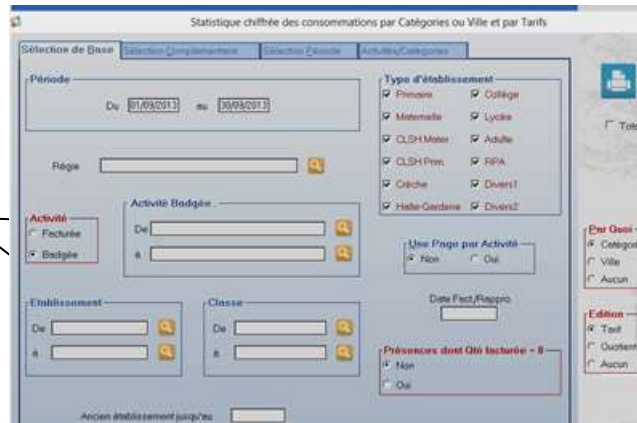 Statistique chiffrée des consommations par Catégories ou Ville et par Tarifs
Sélection de Base Sélection Complémentaire Sélection Période Activités/Catégories
Période
Du 01/09/2013 au 30/09/2013
Régie
Type d'établissement
Primaire Collège
Maternelle Lycée
CLSH Mater Adulte
CLSH Prim. RPA
Crèche Divers1
Halte-Garderie Divers2
Activité
Facturée
Badgée
Activité Badgée
De
à
Une Page par Activité
Non Oui
Etablissement
De
à
Classe
De
à
Date Fact./Rappro.
Présences dont Qté facturée = 0
Non
Oui
Ancien établissement jusqu'au
Par Quoi
Catégori
Ville
Aucun
Edition
Tarif
Quotient
Aucun